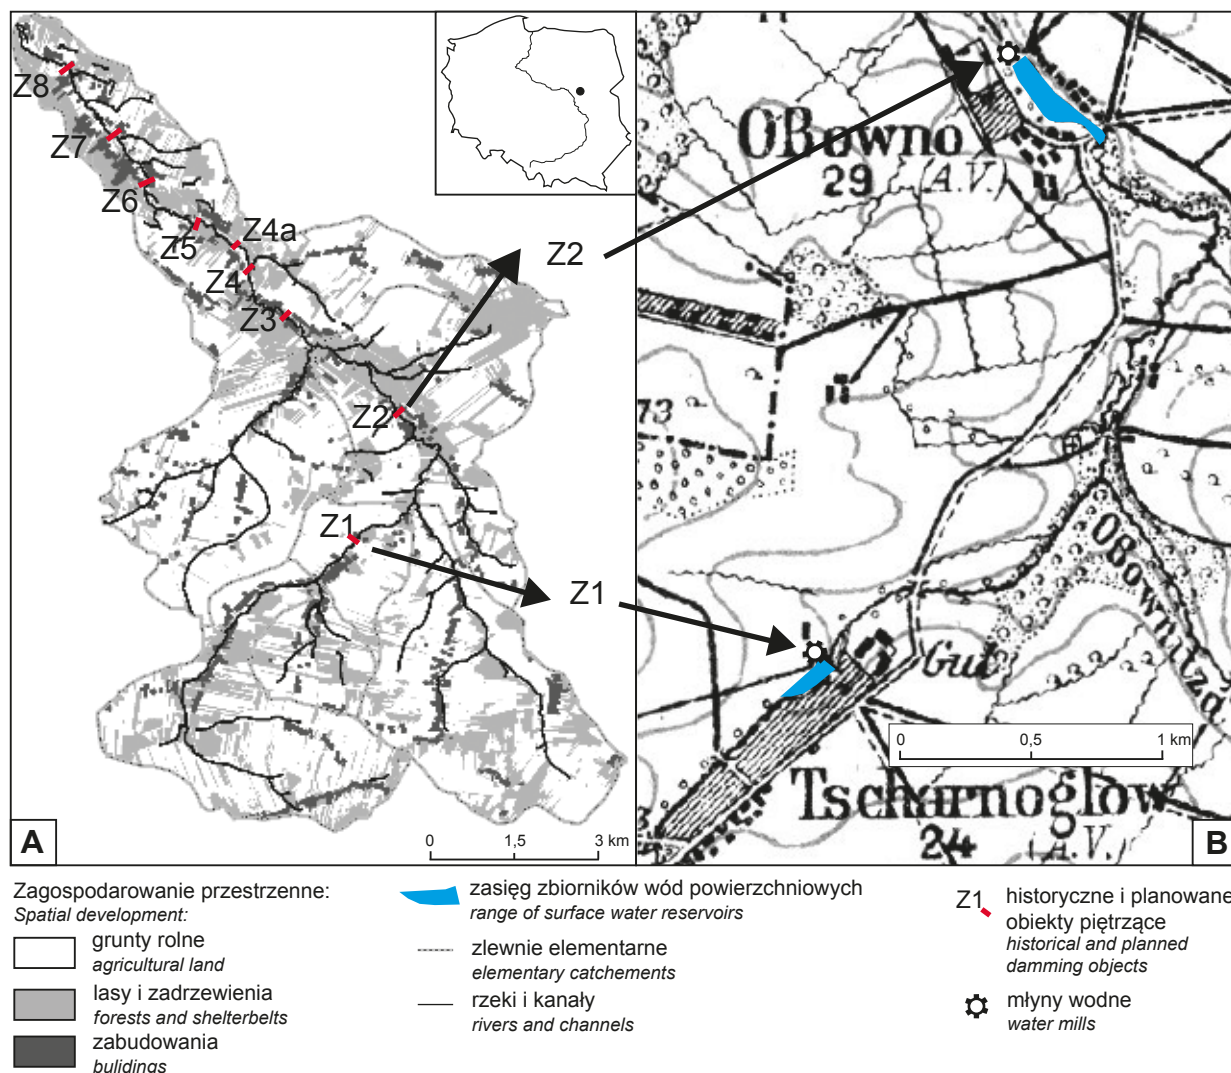 Z8
Z7
Z6
Z5
Z4a
Z4
Z3
Z2
Z1
Z2
Z1
A
0 1,5 3 km
Oßowno
29 (A.V.)
73
Oßownitza
Gut
0 0,5 1 km
Tscharnoglow
24 (A.V.)
B
Zagospodarowanie przestrzenne:
Spatial development:
grunty rolne
agricultural land
lasy i zadrzewienia
forests and shelterbelts
zabudowania
bulidings
zasięg zbiorników wód powierzchniowych
range of surface water reservoirs
zlewnie elementarne
elementary catchements
rzeki i kanały
rivers and channels
Z1 historyczne i planowane
obiekty piętrzące
historical and planned
damming objects
młyny wodne
water mills